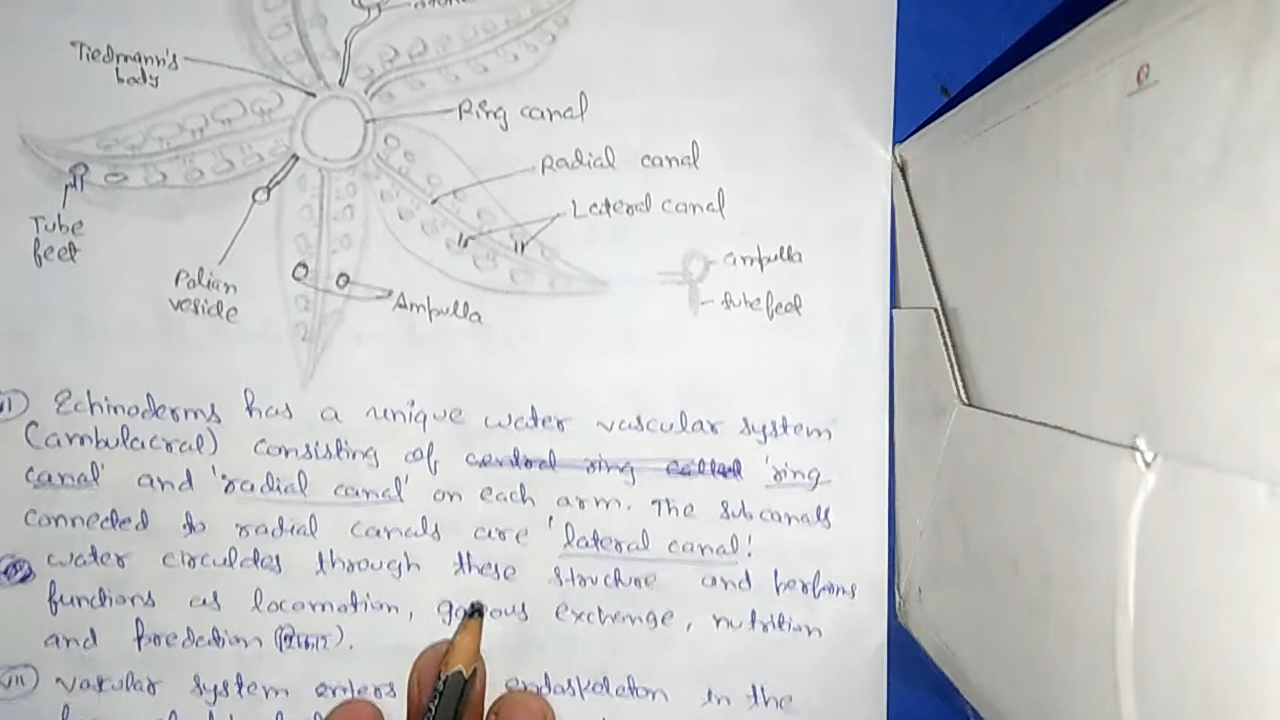 Tiedmann's
body
Ring canal
Radial canal
Lateral canal
Tube
feet
Polian
vesicle
Ampulla
ampulla
tube feet
Echinoderms has a unique water vascular system
(ambulacral) consisting of central ring called 'ring
canal' and 'radial canal' on each arm. The subcanals
connected to radial canals are 'lateral canal'.
water circulates through these structure and performs
functions as locomotion, exchange, nutrition
and predation
vascular system enters endoskeleton in the